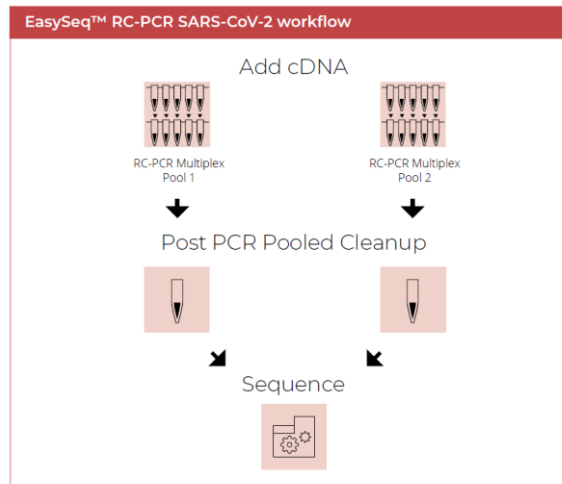 EasySeq™ RC-PCR SARS-CoV-2 workflow
Add cDNA
RC-PCR Multiplex
Pool 1
RC-PCR Multiplex
Pool 2
Post PCR Pooled Cleanup
Sequence